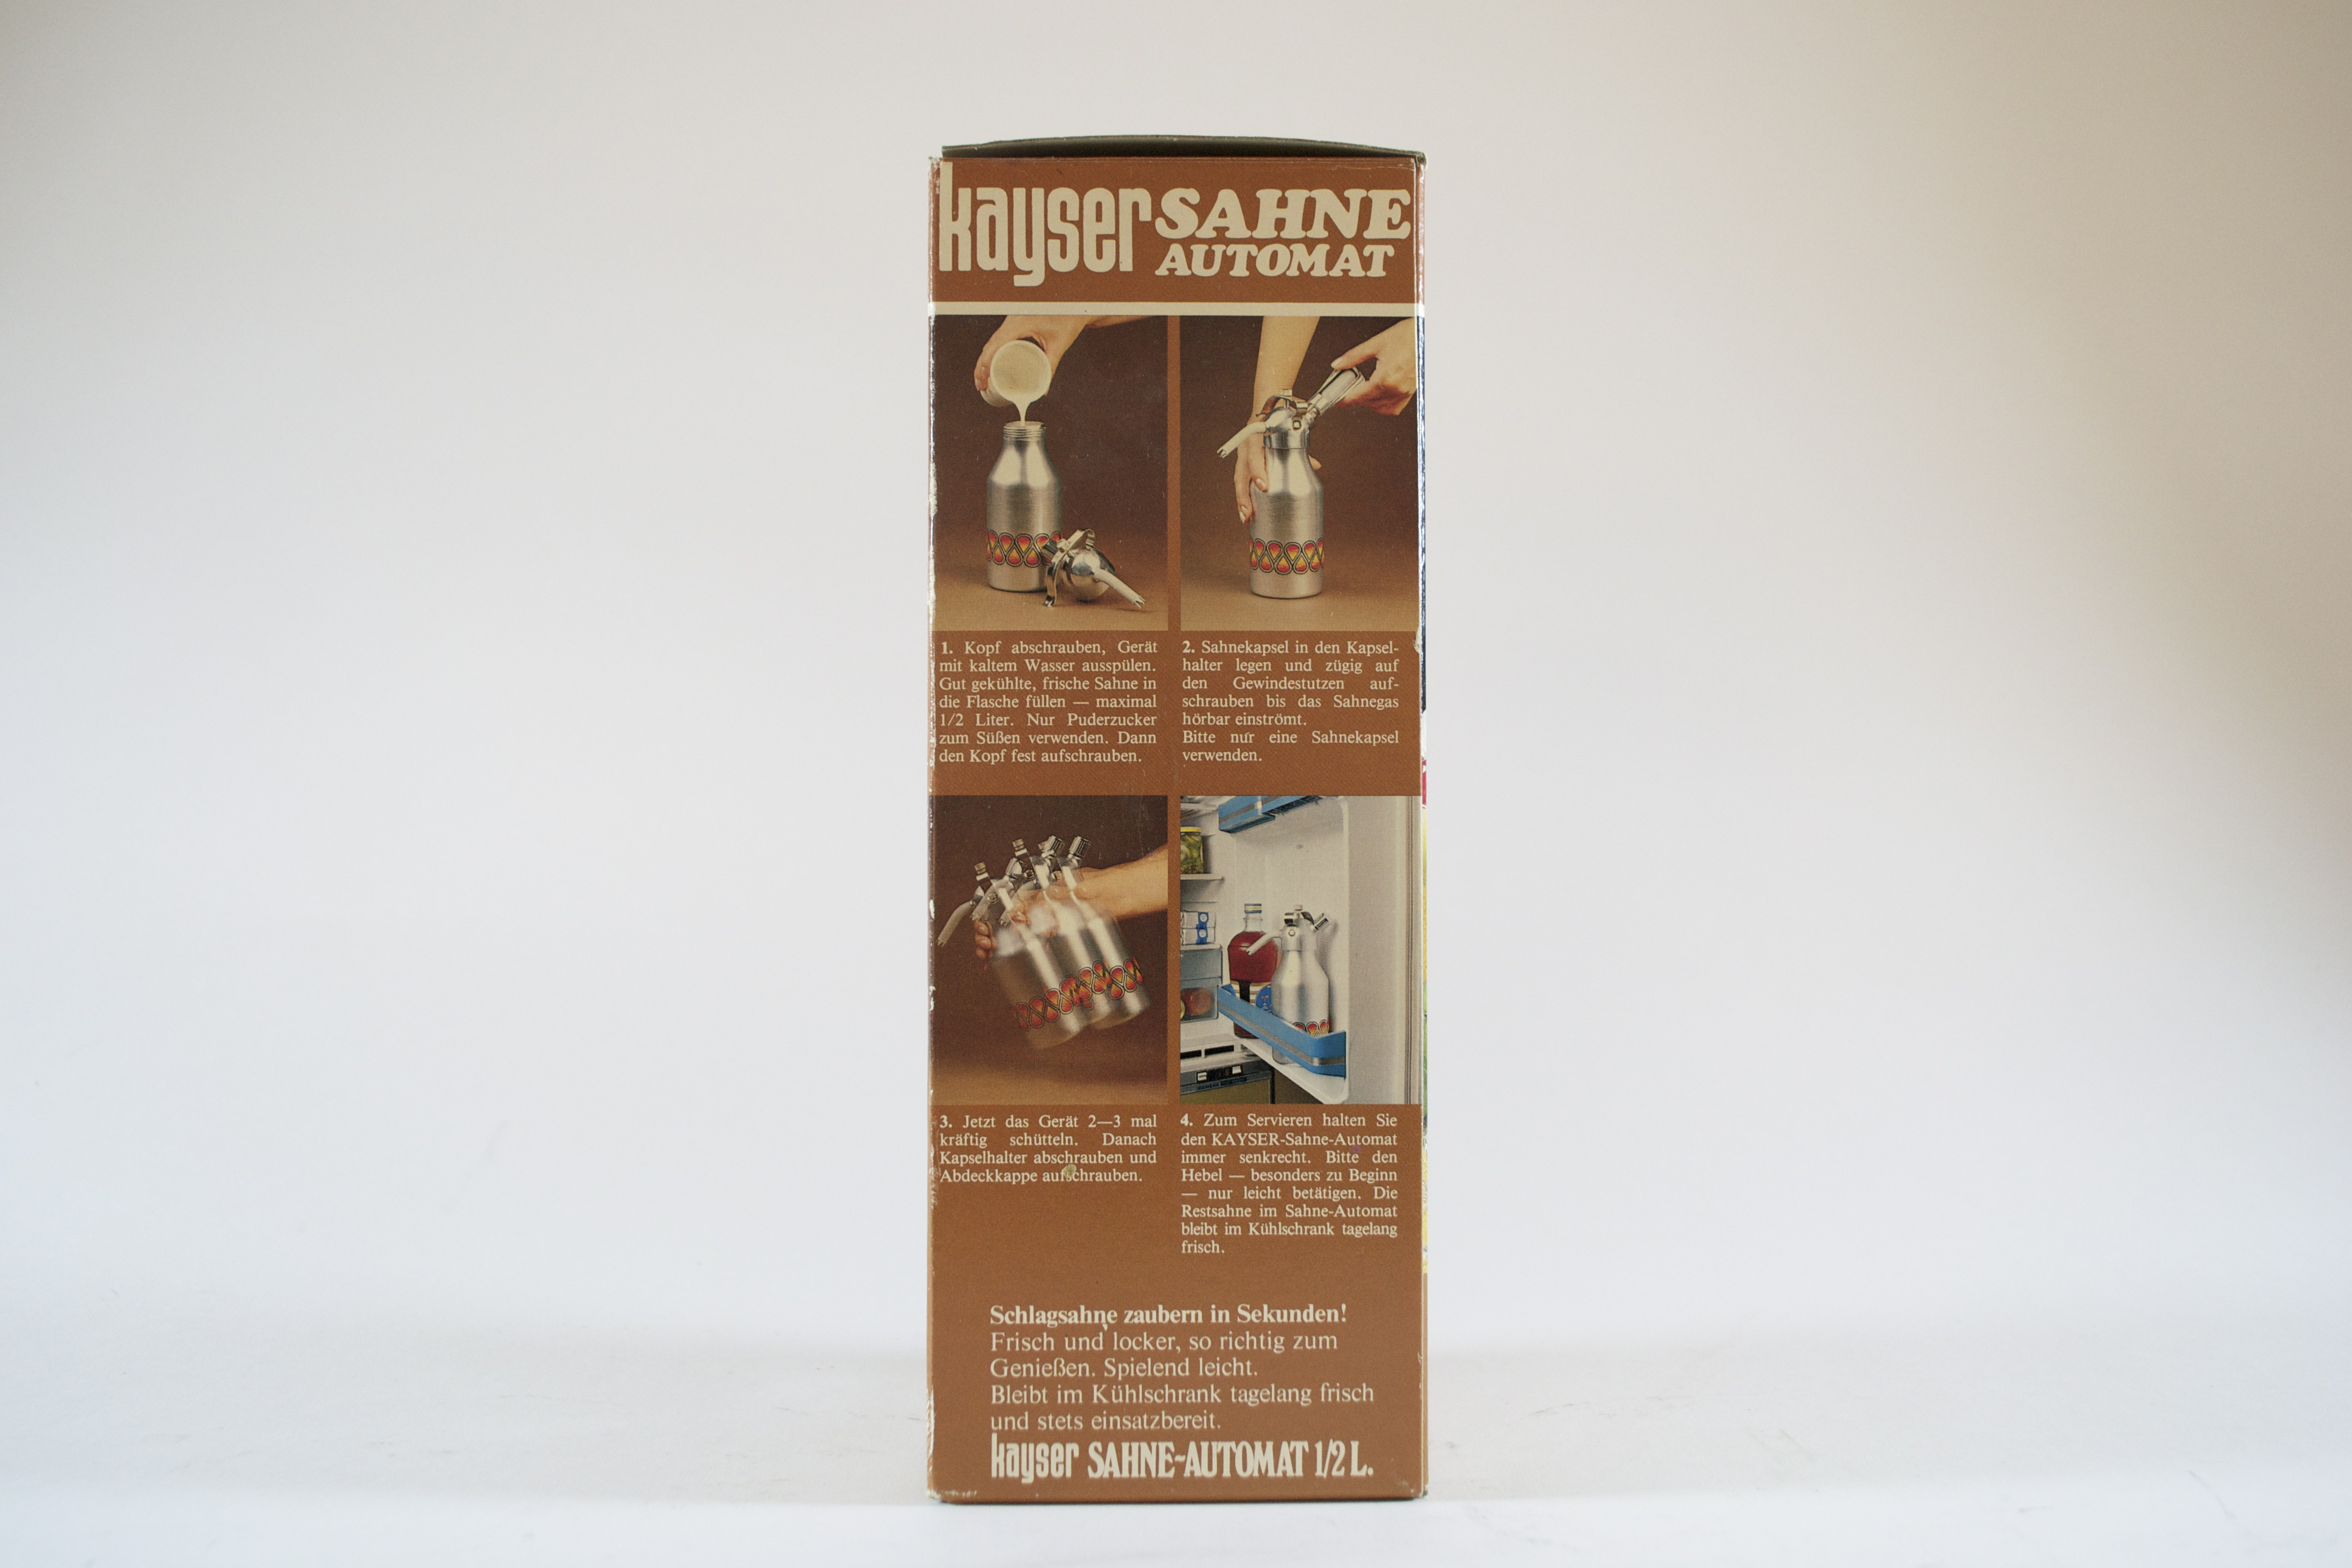 kayser SAHNE
AUTOMAT
1. Kopf abschrauben, Gerät
mit kaltem Wasser ausspülen.
Gut gekühlte, frische Sahne in
die Flasche füllen — maximal
1/2 Liter. Nur Puderzucker
zum Süßen verwenden. Dann
den Kopf fest aufschrauben.
2. Sahnekapsel in den Kapsel-
halter legen und zügig auf
den Gewindestutzen auf-
schrauben bis das Sahnegas
hörbar einströmt.
Bitte nur eine Sahnekapsel
verwenden.
3. Jetzt das Gerät 2—3 mal
kräftig schütteln. Danach
Kapselhalter abschrauben und
Abdeckkappe aufschrauben.
4. Zum Servieren halten Sie
den KAYSER-Sahne-Automat
immer senkrecht. Bitte den
Hebel — besonders zu Beginn
— nur leicht betätigen. Die
Restsahne im Sahne-Automat
bleibt im Kühlschrank tagelang
frisch.
Schlagsahne zaubern in Sekunden!
Frisch und locker, so richtig zum
Genießen. Spielend leicht.
Bleibt im Kühlschrank tagelang frisch
und stets einsatzbereit.
kayser SAHNE-AUTOMAT 1/2 L.